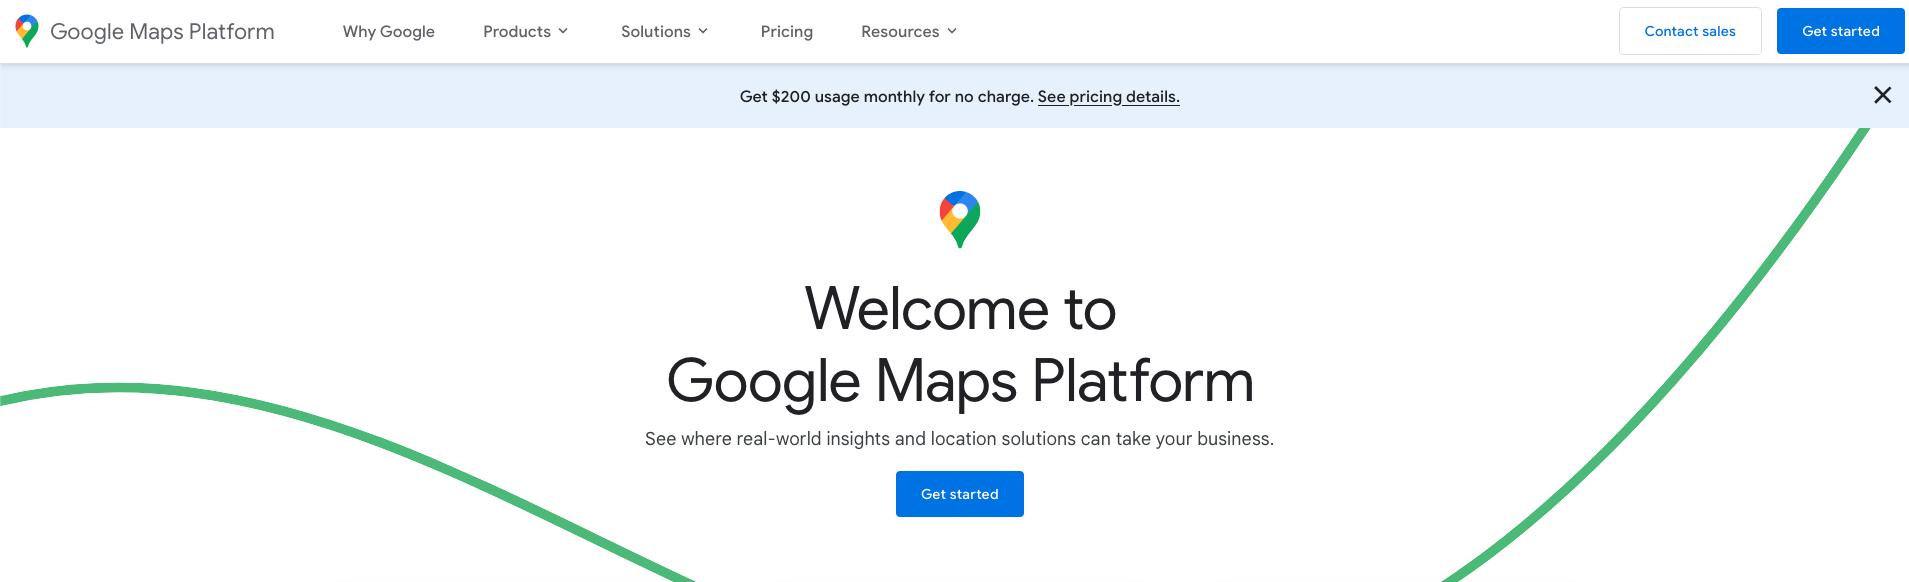 Google Maps Platform
Why Google
Products
Solutions
Pricing
Resources
Contact sales
Get started
Get $200 usage monthly for no charge. See pricing details.
Welcome to
Google Maps Platform
See where real-world insights and location solutions can take your business.
Get started